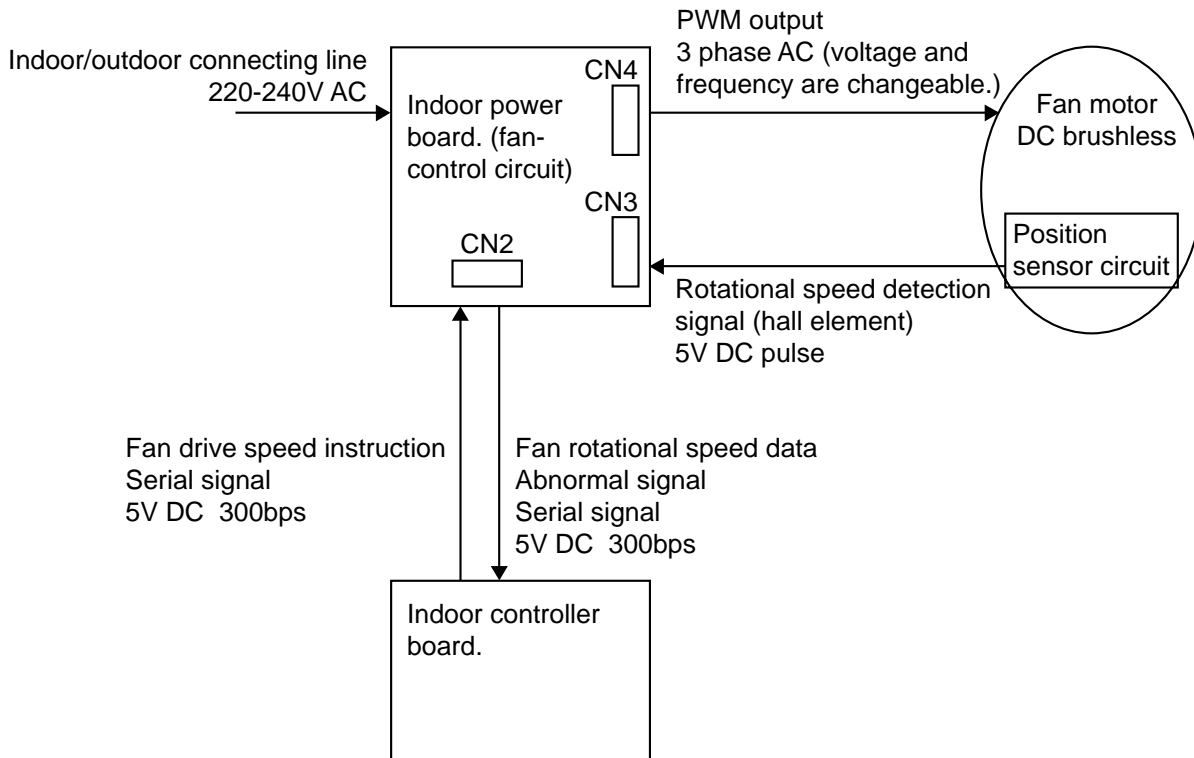 Indoor/outdoor connecting line
220-240V AC
Indoor power
board. (fan-
control circuit)
CN4
CN3
CN2
PWM output
3 phase AC (voltage and
frequency are changeable.)
Fan motor
DC brushless
Position
sensor circuit
Rotational speed detection
signal (hall element)
5V DC pulse
Fan drive speed instruction
Serial signal
5V DC 300bps
Fan rotational speed data
Abnormal signal
Serial signal
5V DC 300bps
Indoor controller
board.